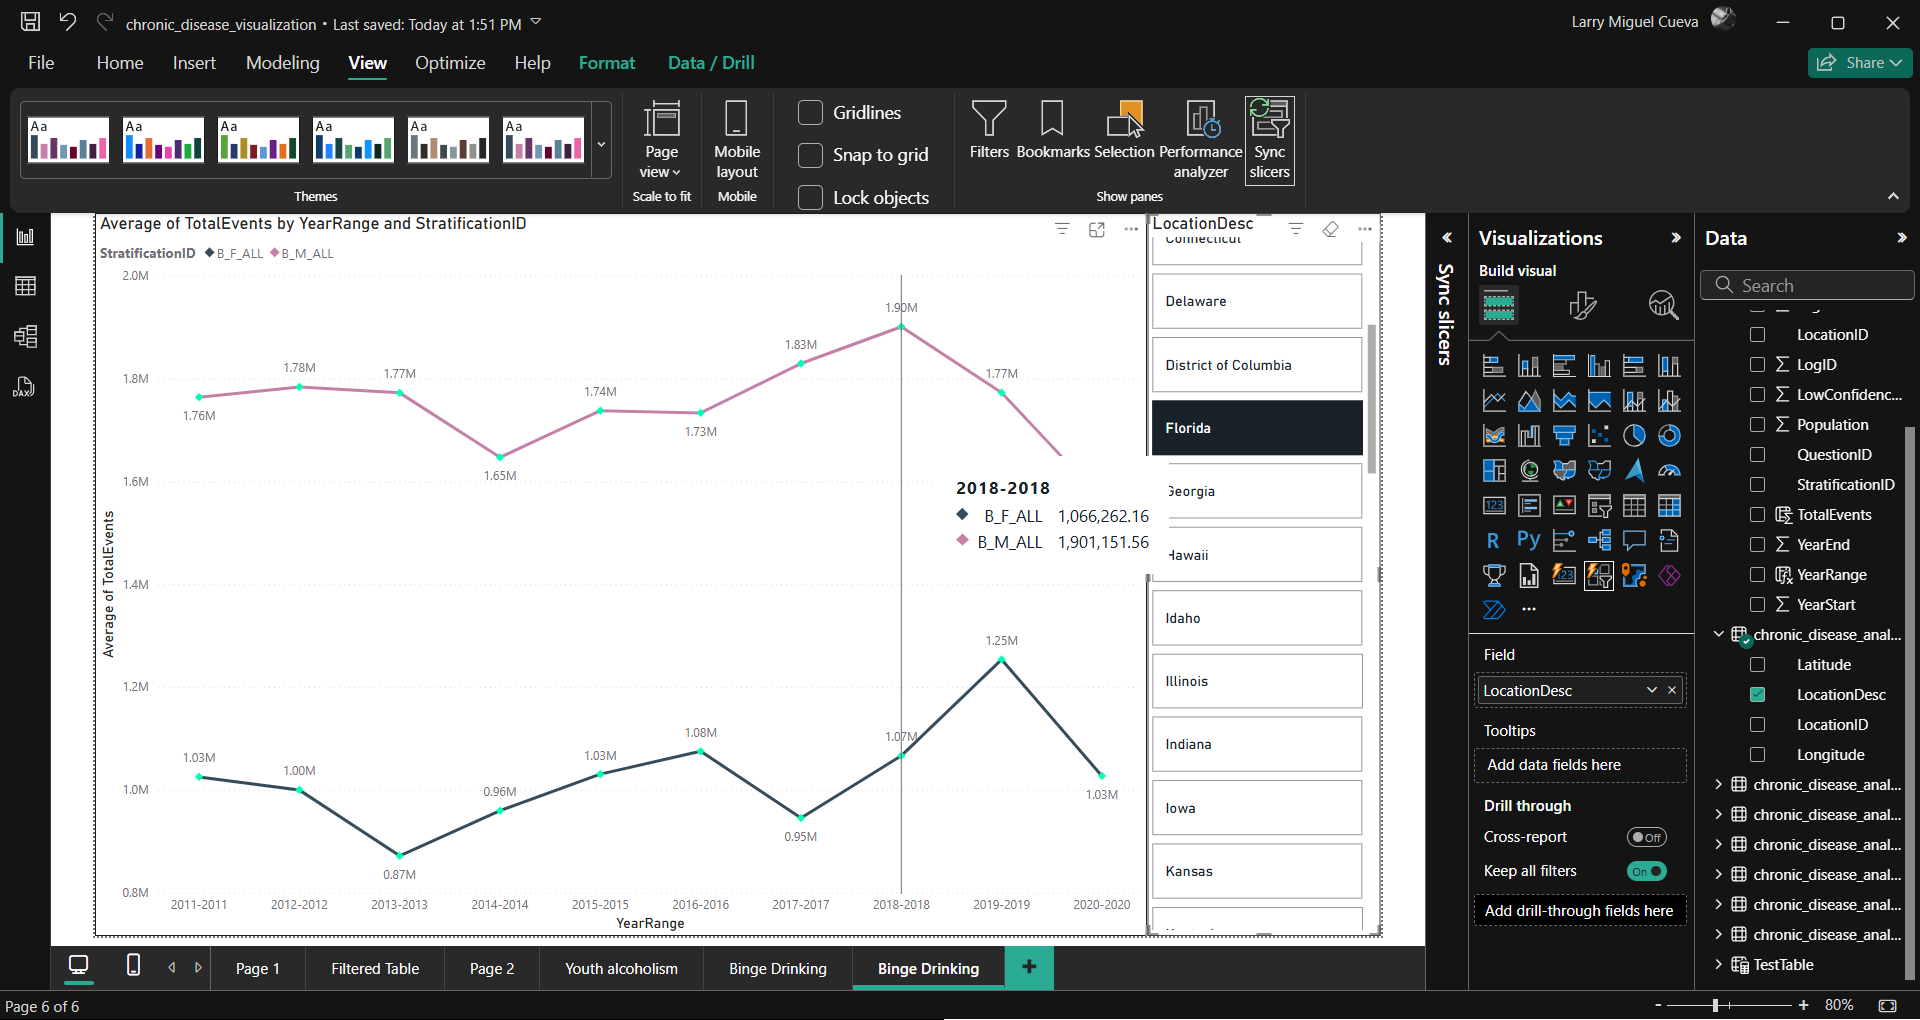 chronic_disease_visualization • Last saved: Today at 1:51 PM
Larry Miguel Cueva
File Home Insert Modeling View Optimize Help Format Data / Drill
Share
Aa Aa Aa Aa Aa Aa
Themes
Page view
Scale to fit
Mobile layout
Mobile
Gridlines
Snap to grid
Lock objects
Filters
Bookmarks
Selection
Performance analyzer
Sync slicers
Show panes
DAX
Average of TotalEvents by YearRange and StratificationID
StratificationID B_F_ALL B_M_ALL
Average of TotalEvents
2.0M
1.8M
1.6M
1.4M
1.2M
1.0M
0.8M
1.76M
1.78M
1.77M
1.65M
1.74M
1.73M
1.83M
1.90M
1.77M
1.03M
1.00M
0.87M
0.96M
1.03M
1.08M
0.95M
1.07M
1.25M
1.03M
2018-2018
B_F_ALL 1,066,262.16
B_M_ALL 1,901,151.56
2011-2011 2012-2012 2013-2013 2014-2014 2015-2015 2016-2016 2017-2017 2018-2018 2019-2019 2020-2020
YearRange
LocationDesc
Connecticut
Delaware
District of Columbia
Florida
Georgia
Hawaii
Idaho
Illinois
Indiana
Iowa
Kansas
Sync slicers
Visualizations
Build visual
123
R
Py
123
Field
LocationDesc
Tooltips
Add data fields here
Drill through
Cross-report
Off
Keep all filters
On
Add drill-through fields here
Data
Search
LocationID
LogID
LowConfidenc...
Population
QuestionID
StratificationID
TotalEvents
YearEnd
YearRange
YearStart
chronic_disease_anal...
Latitude
LocationDesc
LocationID
Longitude
chronic_disease_anal...
chronic_disease_anal...
chronic_disease_anal...
chronic_disease_anal...
chronic_disease_anal...
chronic_disease_anal...
TestTable
Page 1
Filtered Table
Page 2
Youth alcoholism
Binge Drinking
Binge Drinking
Page 6 of 6
80%